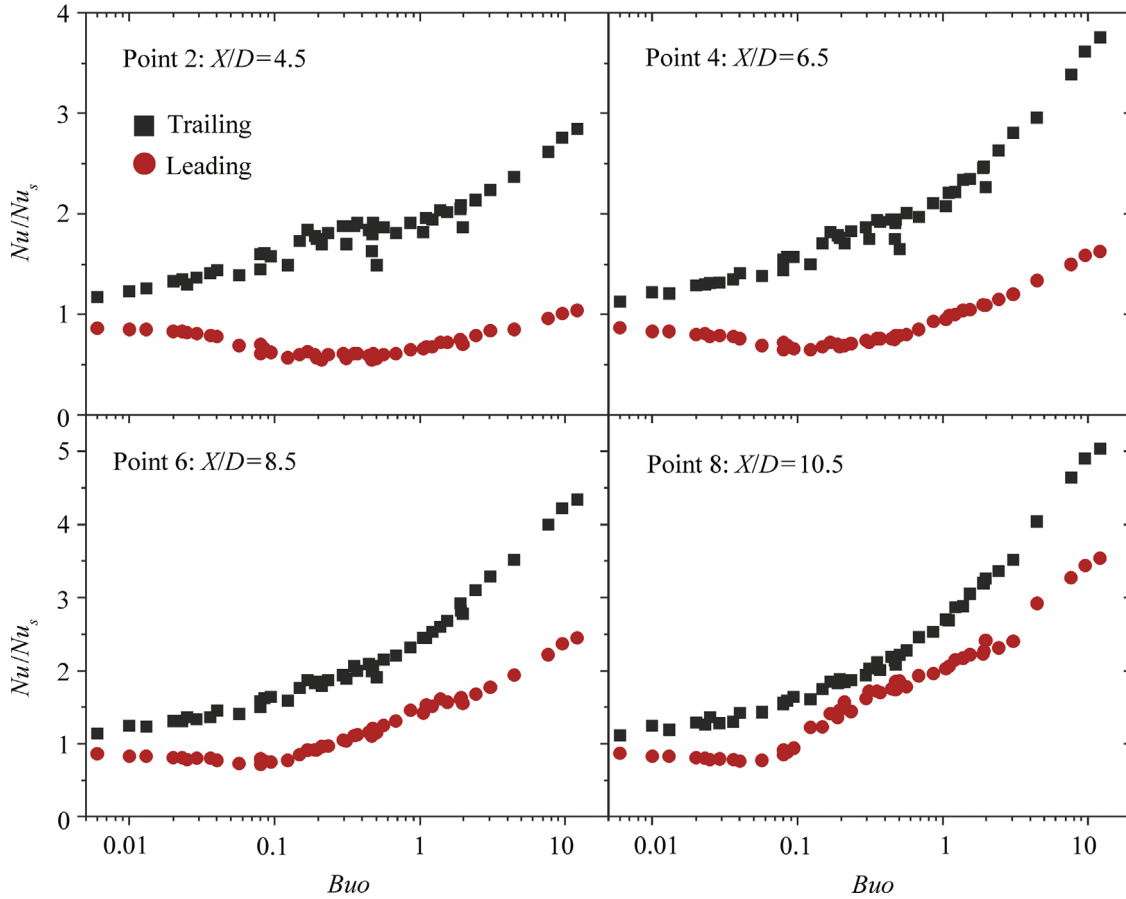 4
3
2
1
0
Nu/Nus
Point 2: X/D=4.5
Trailing
Leading
Point 4: X/D=6.5
5
4
3
2
1
0
Nu/Nus
Point 6: X/D=8.5
Point 8: X/D=10.5
0.01 0.1 1 10
0.01 0.1 1 10
Buo
Buo